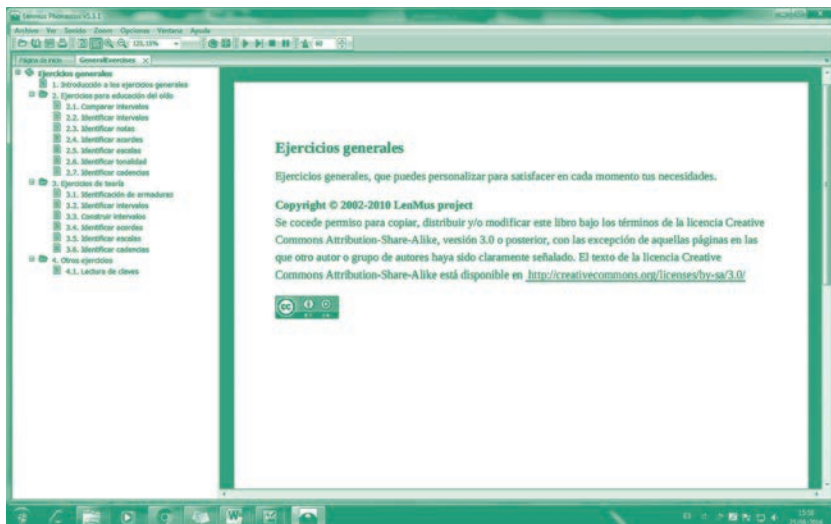 Lenmus Phonascus v5.3.1
Archivo Ver Sonido Zoom Opciones Ventana Ayuda
60
Página de inicio GeneralExercises
Ejercicios generales
1. Introducción a los ejercicios generales
2. Ejercicios para educación del oído
2.1. Comparar intervalos
2.2. Identificar intervalos
2.3. Identificar notas
2.4. Identificar acordes
2.5. Identificar escalas
2.6. Identificar tonalidad
2.7. Identificar cadencias
3. Ejercicios de teoría
3.1. Identificación de armaduras
3.2. Identificar intervalos
3.3. Construir intervalos
3.4. Identificar acordes
3.5. Identificar escalas
3.6. Identificar cadencias
4. Otros ejercicios
4.1. Lectura de claves
Ejercicios generales
Ejercicios generales, que puedes personalizar para satisfacer en cada momento tus necesidades.
Copyright © 2002-2010 LenMus project
Se cocede permiso para copiar, distribuir y/o modificar este libro bajo los términos de la licencia Creative
Commons Attribution-Share-Alike, versión 3.0 o posterior, con las excepción de aquellas páginas en las
que otro autor o grupo de autores haya sido claramente señalado. El texto de la licencia Creative
Commons Attribution-Share-Alike está disponible en http://creativecommons.org/licenses/by-sa/3.0/
cc
ES